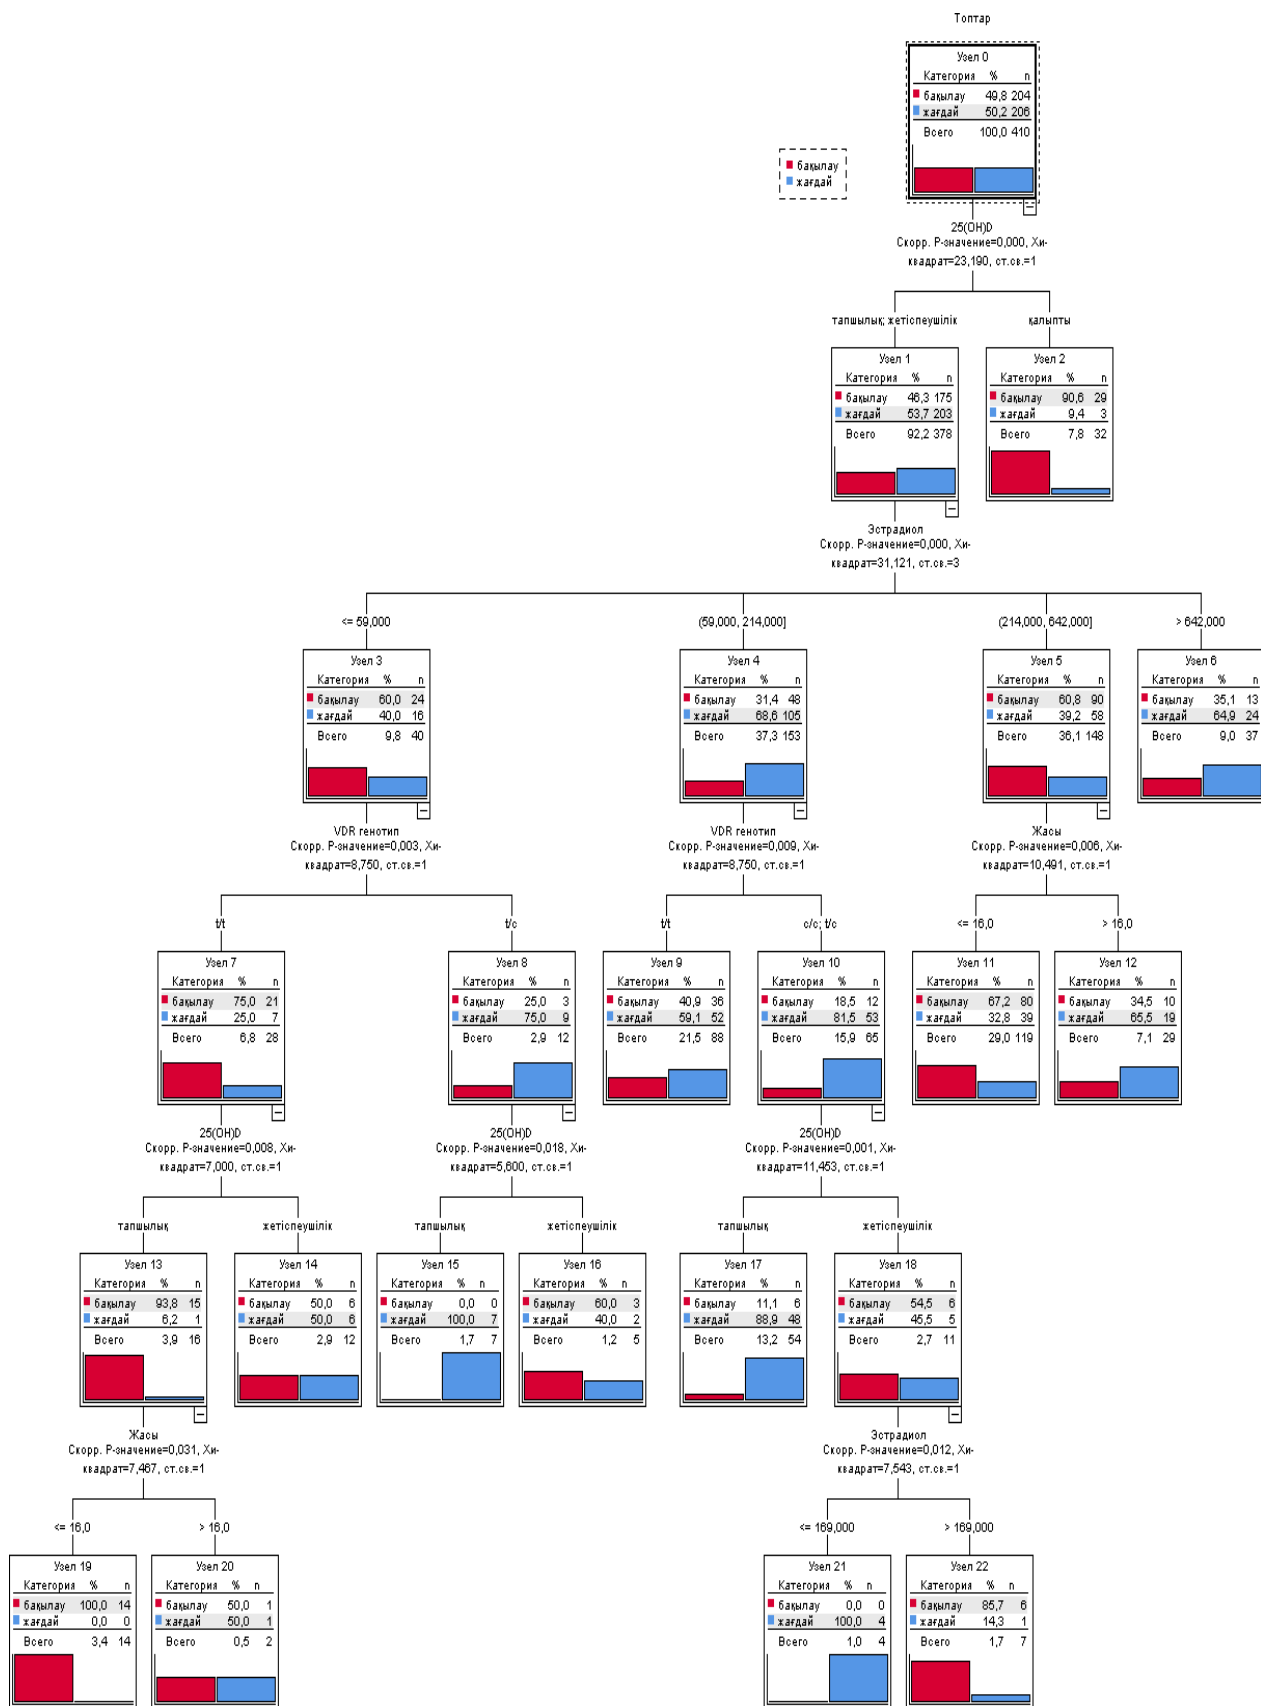 Топтар
Узел 0
Категория % n
бақылау 49,8 204
жағдай 50,2 206
Всего 100,0 410
бақылау
жағдай
25(OH)D
Скорр. P-значение=0,000, Хи-
квадрат=23,190, ст.св.=1
тапшылық; жетіспеушілік
қалыпты
Узел 1
Категория % n
бақылау 46,3 175
жағдай 53,7 203
Всего 92,2 378
Узел 2
Категория % n
бақылау 90,6 29
жағдай 9,4 3
Всего 7,8 32
Эстрадиол
Скорр. P-значение=0,000, Хи-
квадрат=31,121, ст.св.=3
<= 59,000
(59,000, 214,000]
(214,000, 642,000]
> 642,000
Узел 3
Категория % n
бақылау 60,0 24
жағдай 40,0 16
Всего 9,8 40
Узел 4
Категория % n
бақылау 31,4 48
жағдай 68,6 105
Всего 37,3 153
Узел 5
Категория % n
бақылау 60,8 90
жағдай 39,2 58
Всего 36,1 148
Узел 6
Категория % n
бақылау 35,1 13
жағдай 64,9 24
Всего 9,0 37
VDR генотип
Скорр. P-значение=0,003, Хи-
квадрат=8,750, ст.св.=1
VDR генотип
Скорр. P-значение=0,009, Хи-
квадрат=8,750, ст.св.=1
Жасы
Скорр. P-значение=0,006, Хи-
квадрат=10,491, ст.св.=1
t/t
t/c
t/t
c/c; t/c
<= 16,0
> 16,0
Узел 7
Категория % n
бақылау 75,0 21
жағдай 25,0 7
Всего 6,8 28
Узел 8
Категория % n
бақылау 25,0 3
жағдай 75,0 9
Всего 2,9 12
Узел 9
Категория % n
бақылау 40,9 36
жағдай 59,1 52
Всего 21,5 88
Узел 10
Категория % n
бақылау 18,5 12
жағдай 81,5 53
Всего 15,9 65
Узел 11
Категория % n
бақылау 67,2 80
жағдай 32,8 39
Всего 29,0 119
Узел 12
Категория % n
бақылау 34,5 10
жағдай 65,5 19
Всего 7,1 29
25(OH)D
Скорр. P-значение=0,008, Хи-
квадрат=7,000, ст.св.=1
25(OH)D
Скорр. P-значение=0,018, Хи-
квадрат=5,600, ст.св.=1
25(OH)D
Скорр. P-значение=0,001, Хи-
квадрат=11,453, ст.св.=1
тапшылық
жетіспеушілік
тапшылық
жетіспеушілік
тапшылық
жетіспеушілік
Узел 13
Категория % n
бақылау 93,8 15
жағдай 6,2 1
Всего 3,9 16
Узел 14
Категория % n
бақылау 50,0 6
жағдай 50,0 6
Всего 2,9 12
Узел 15
Категория % n
бақылау 0,0 0
жағдай 100,0 7
Всего 1,7 7
Узел 16
Категория % n
бақылау 60,0 3
жағдай 40,0 2
Всего 1,2 5
Узел 17
Категория % n
бақылау 11,1 6
жағдай 88,9 48
Всего 13,2 54
Узел 18
Категория % n
бақылау 54,5 6
жағдай 45,5 5
Всего 2,7 11
Жасы
Скорр. P-значение=0,031, Хи-
квадрат=7,467, ст.св.=1
Эстрадиол
Скорр. P-значение=0,012, Хи-
квадрат=7,543, ст.св.=1
<= 16,0
> 16,0
<= 169,000
> 169,000
Узел 19
Категория % n
бақылау 100,0 14
жағдай 0,0 0
Всего 3,4 14
Узел 20
Категория % n
бақылау 50,0 1
жағдай 50,0 1
Всего 0,5 2
Узел 21
Категория % n
бақылау 0,0 0
жағдай 100,0 4
Всего 1,0 4
Узел 22
Категория % n
бақылау 85,7 6
жағдай 14,3 1
Всего 1,7 7